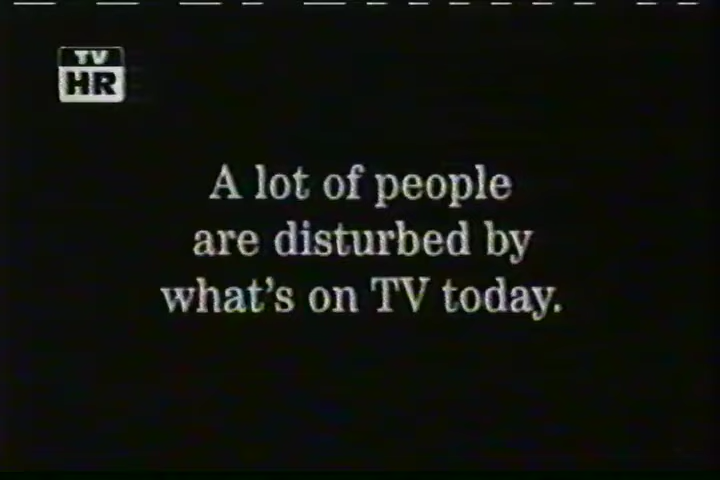 TV
HR
A lot of people
are disturbed by
what's on TV today.